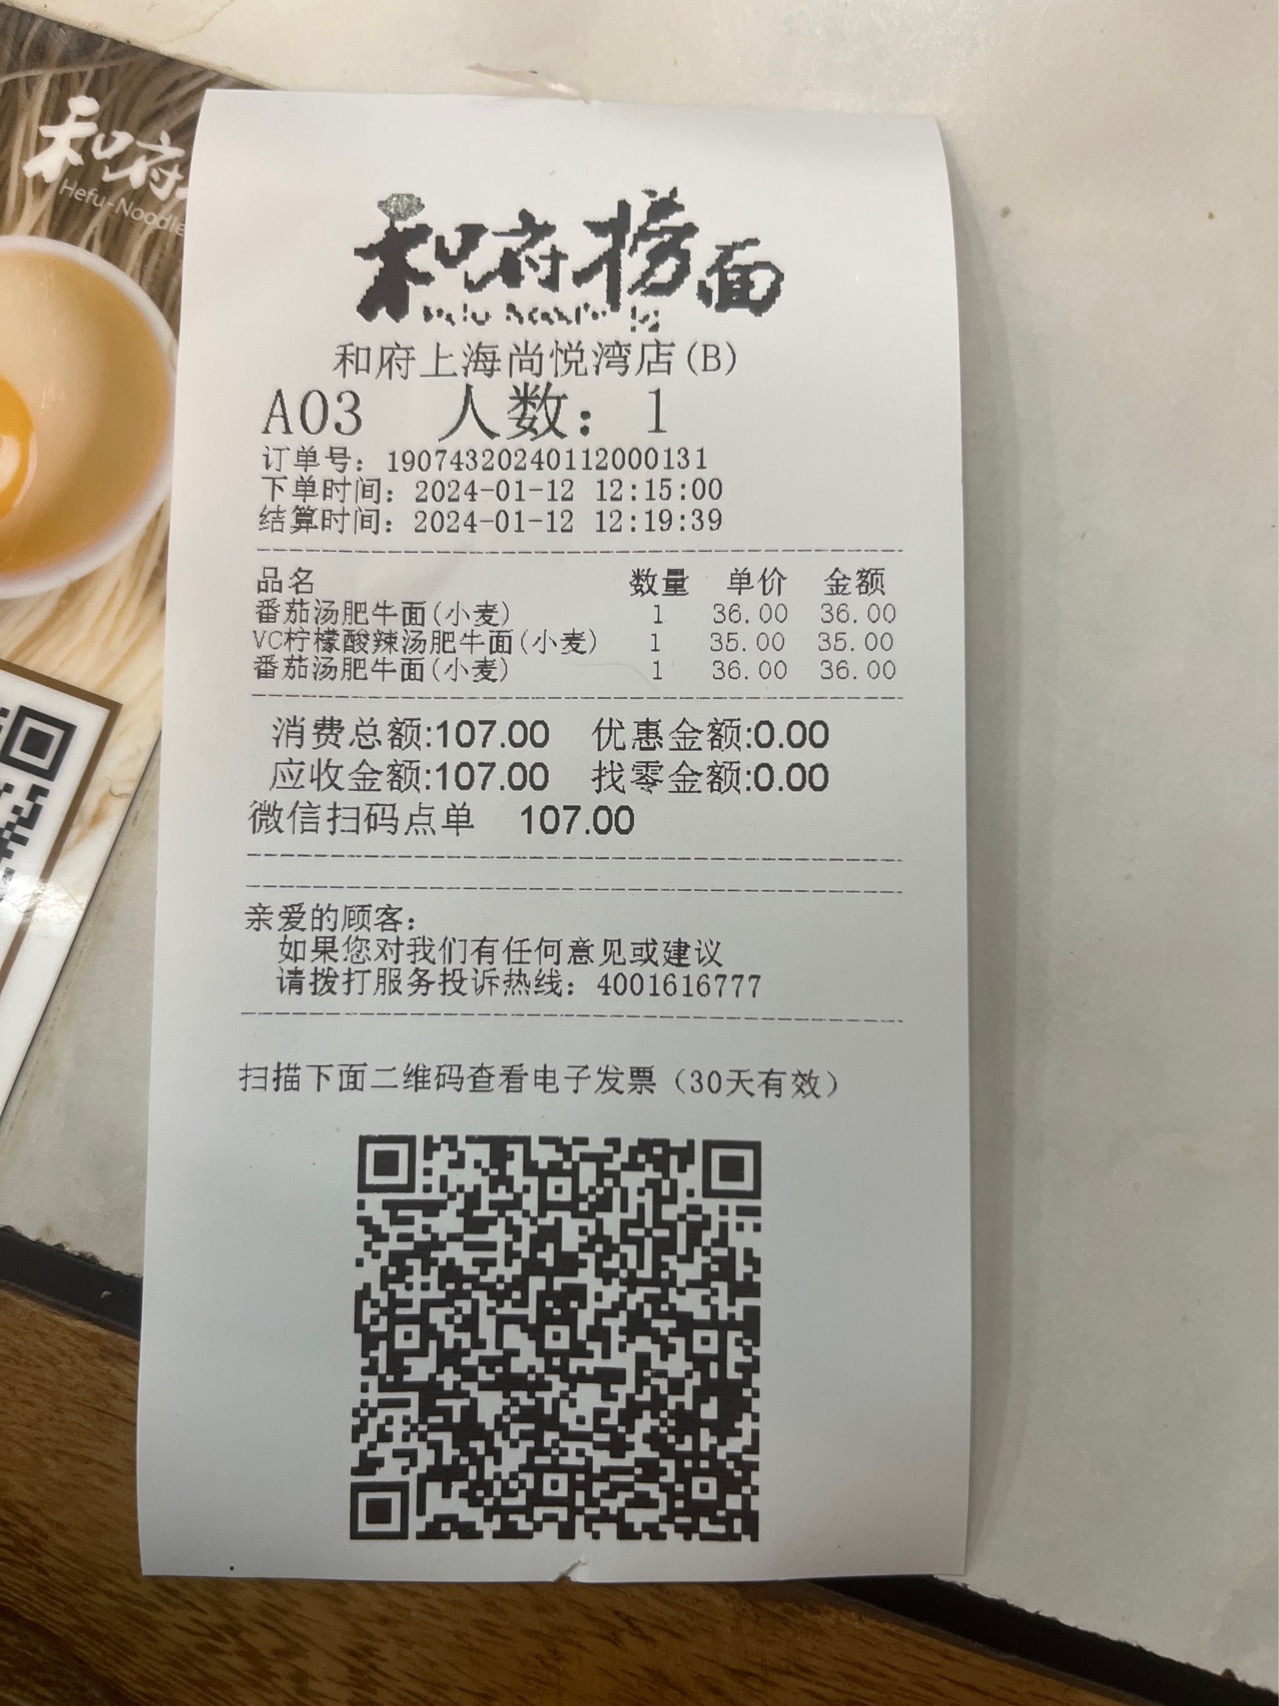 和府
Hefu-Noodle
和府捞面
和府上海尚悦湾店(B)
A03 人数：1
订单号：19074320240112000131
下单时间：2024-01-12 12:15:00
结算时间：2024-01-12 12:19:39
品名 数量 单价 金额
番茄汤肥牛面(小麦) 1 36.00 36.00
VC柠檬酸辣汤肥牛面(小麦) 1 35.00 35.00
番茄汤肥牛面(小麦) 1 36.00 36.00
消费总额:107.00 优惠金额:0.00
应收金额:107.00 找零金额:0.00
微信扫码点单 107.00
亲爱的顾客：
如果您对我们有任何意见或建议
请拨打服务投诉热线：4001616777
扫描下面二维码查看电子发票（30天有效）